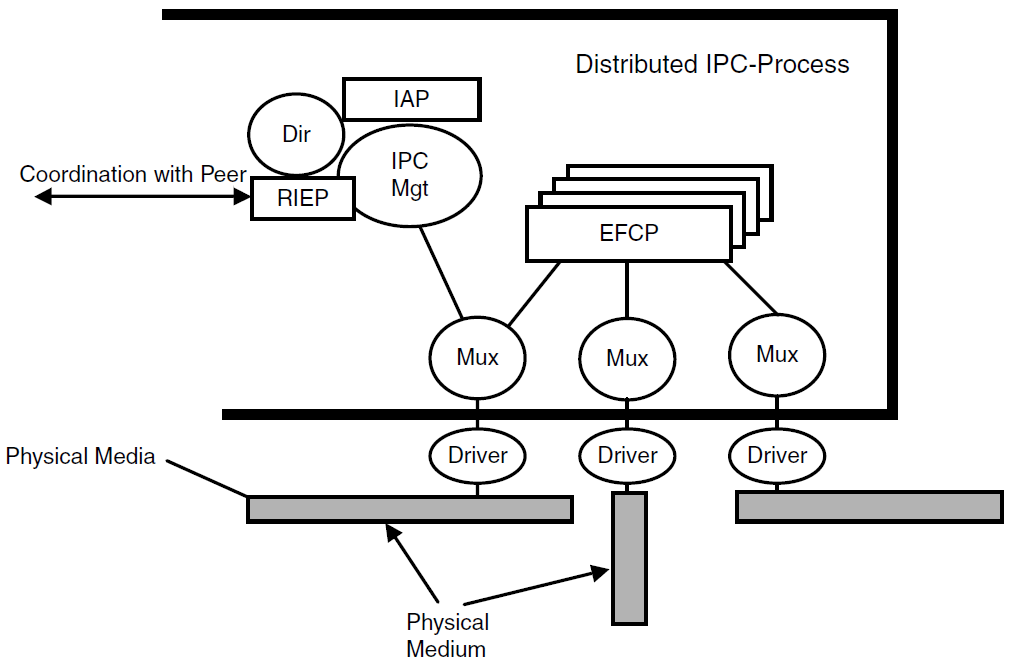 Distributed IPC-Process
IAP
Dir
IPC
Mgt
Coordination with Peer
RIEP
EFCP
Mux
Mux
Mux
Physical Media
Driver
Driver
Driver
Physical
Medium